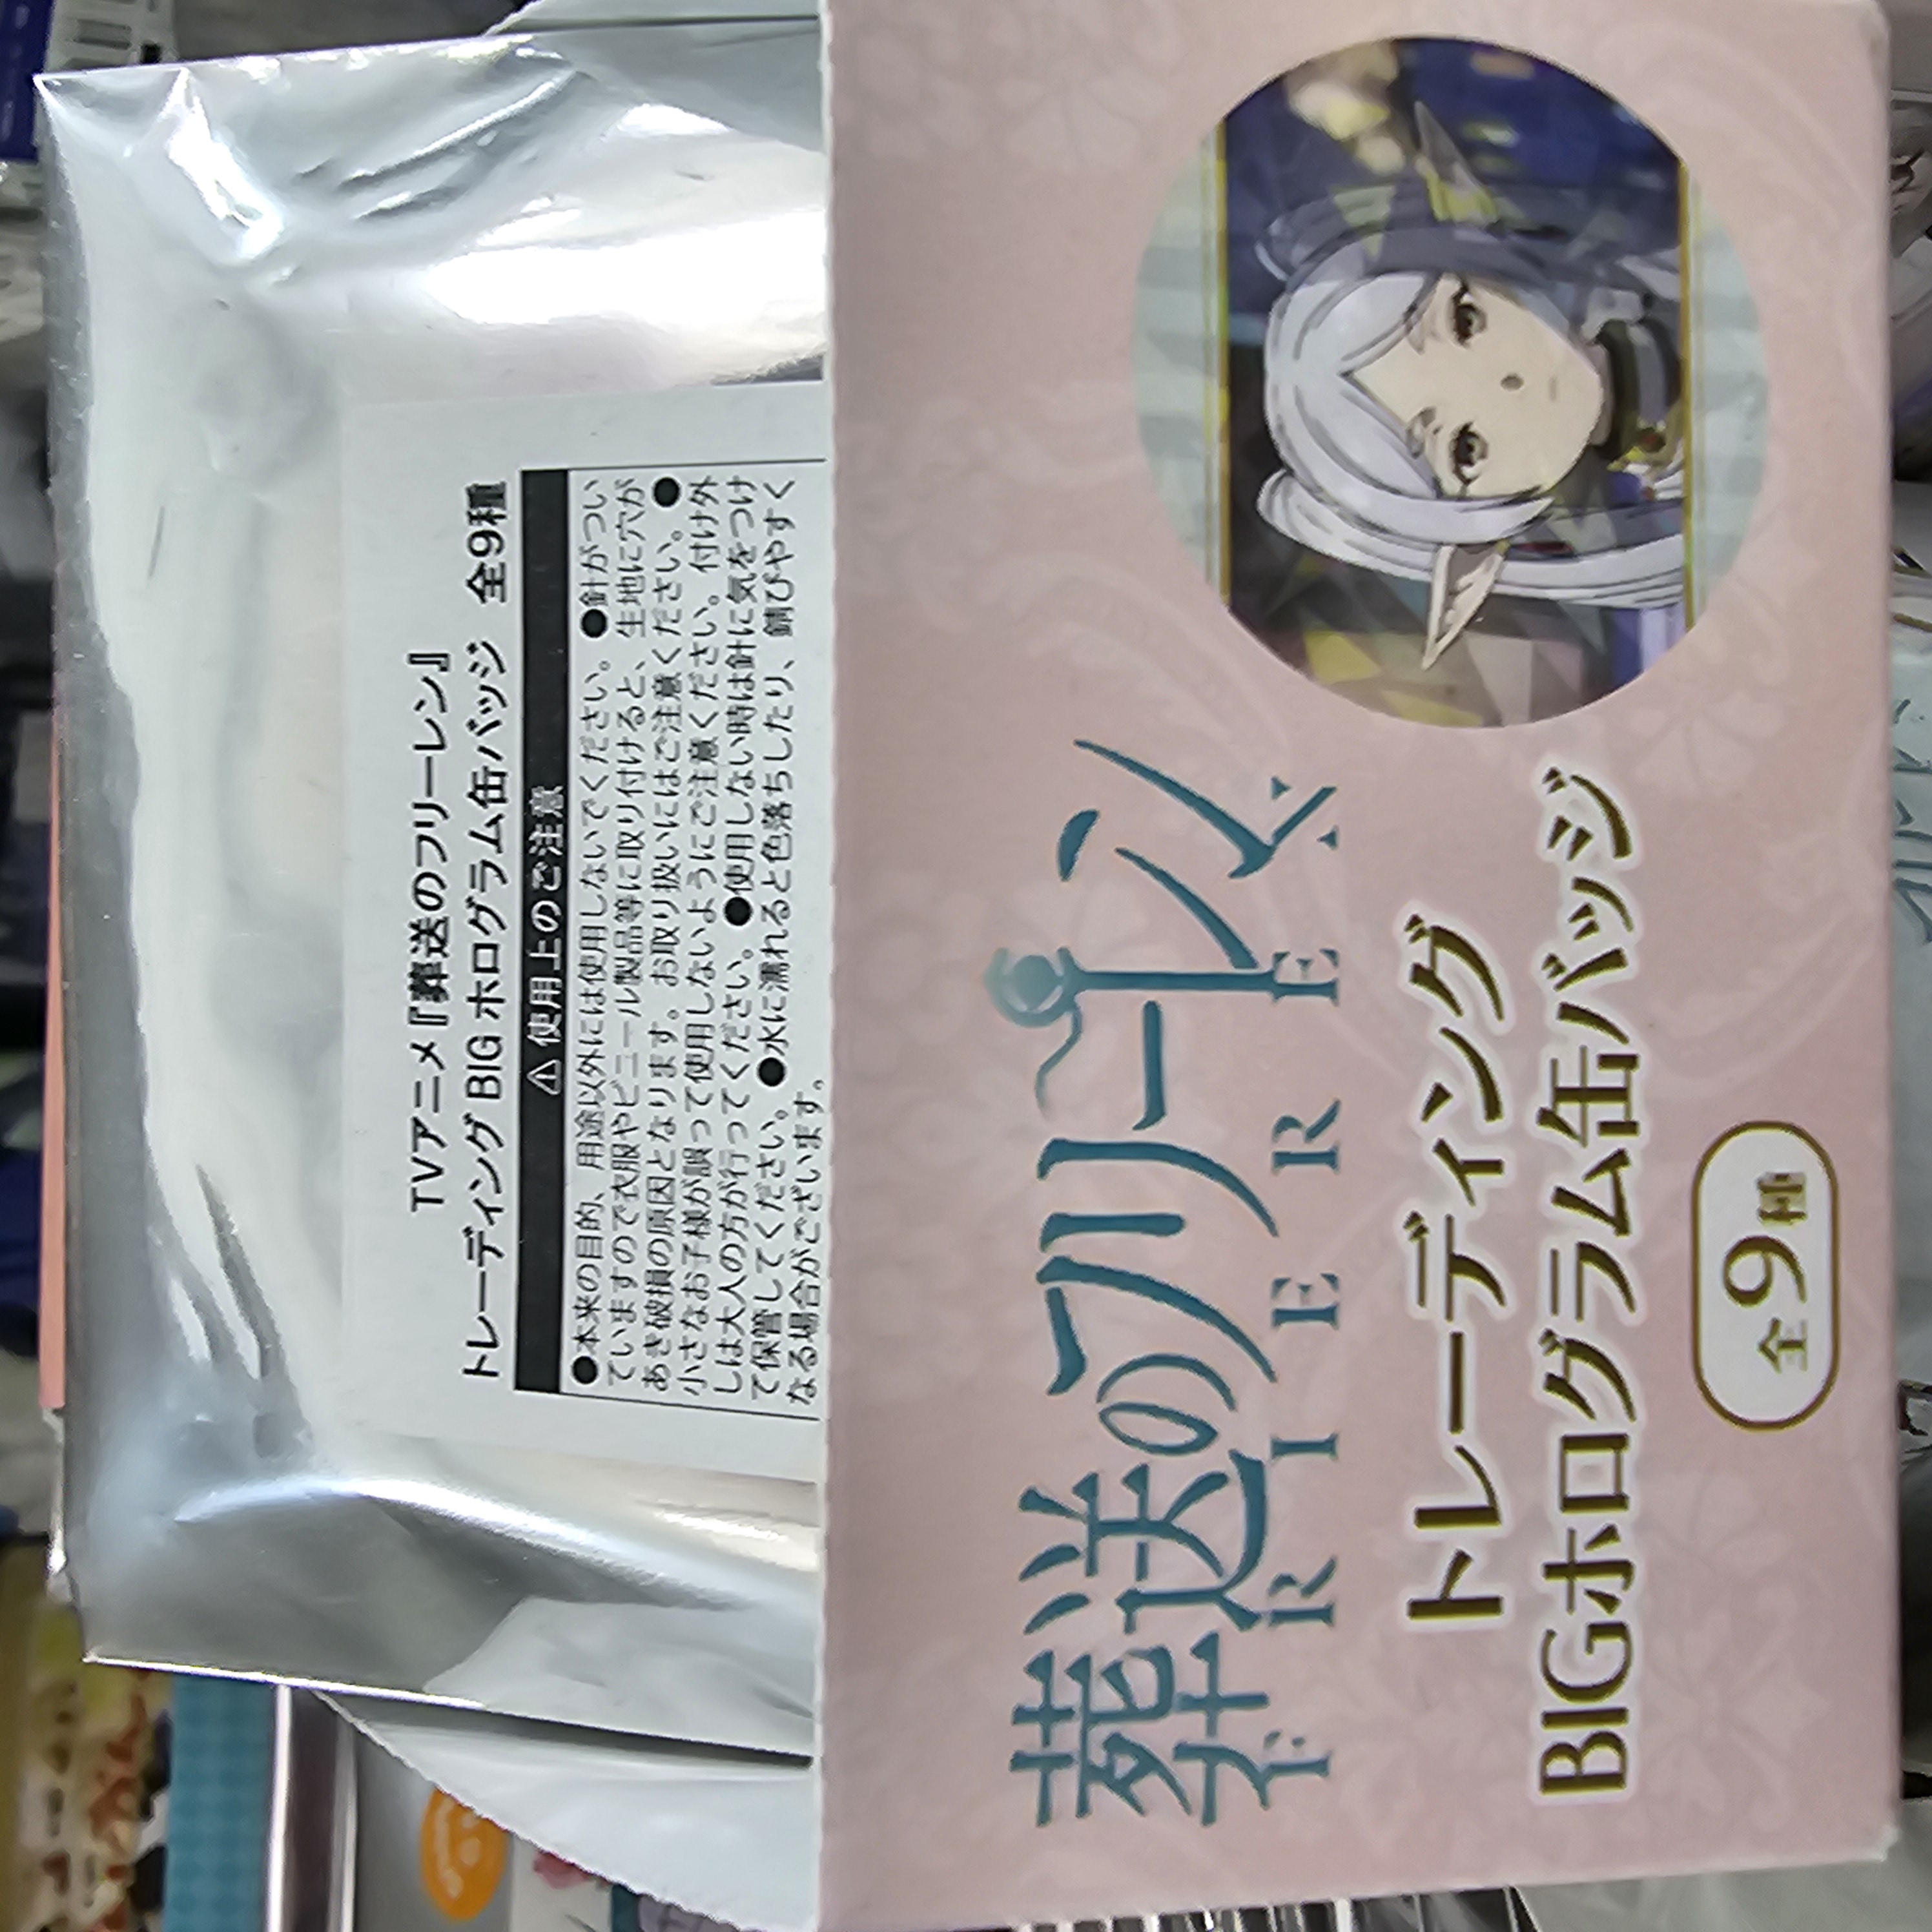 TVアニメ『葬送のフリーレン』
トレーディング BIG ホログラム缶バッジ 全9種
⚠ 使用上のご注意
●本来の目的、用途以外には使用しないでください。 ●針がつい
ていますので衣服やビニール製品等に取り付けると、生地に穴が
あき破損の原因となります。お取り扱いにはご注意ください。 ●
小さなお子様が誤って使用しないようにご注意ください。付け外
しは大人の方が行ってください。 ●使用しない時は針に気をつけ
て保管してください。 ●水に濡れると色落ちしたり、錆びやすく
なる場合がございます。
葬送のフリーレン
FRIEREN
トレーディング
BIGホログラム缶バッジ
全9種